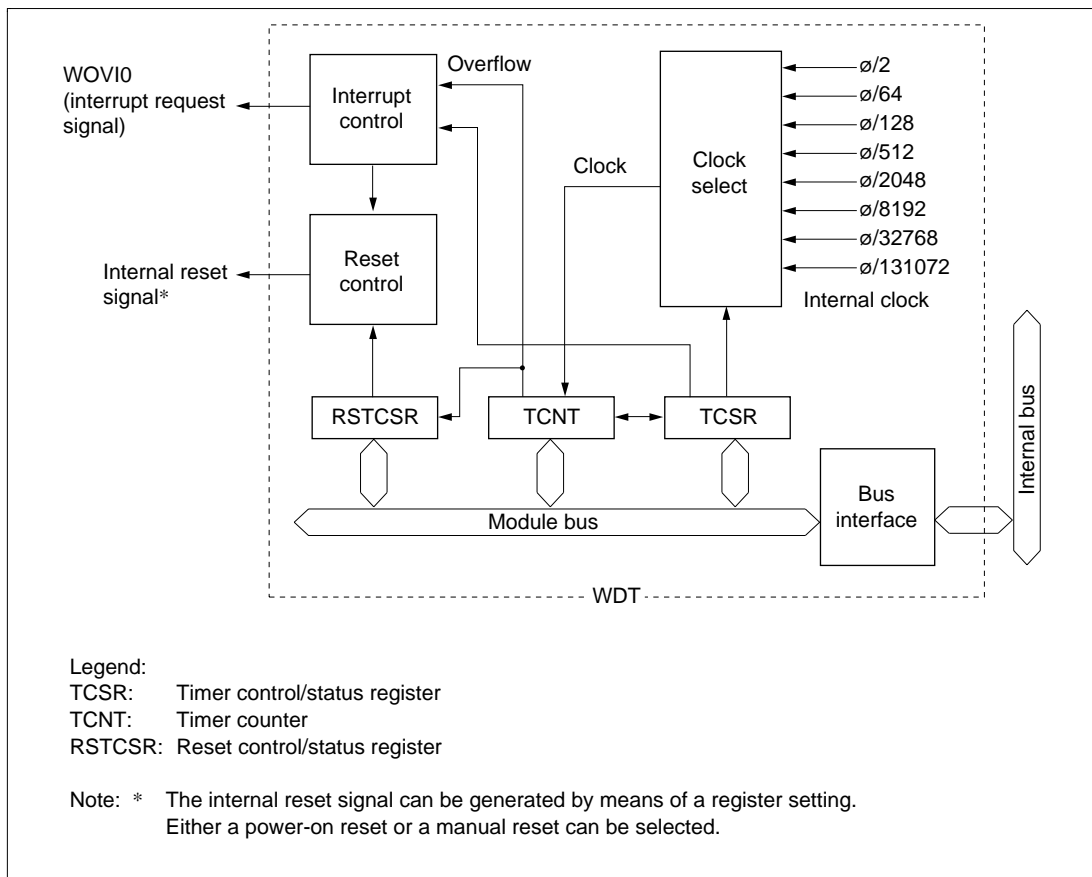 WOVI0
(interrupt request
signal)
Interrupt
control
Overflow
Clock
Clock
select
ø/2
ø/64
ø/128
ø/512
ø/2048
ø/8192
ø/32768
ø/131072
Internal clock
Internal reset
signal*
Reset
control
RSTCSR
TCNT
TCSR
Module bus
Bus
interface
Internal bus
WDT
Legend:
TCSR: Timer control/status register
TCNT: Timer counter
RSTCSR: Reset control/status register
Note: * The internal reset signal can be generated by means of a register setting.
Either a power-on reset or a manual reset can be selected.